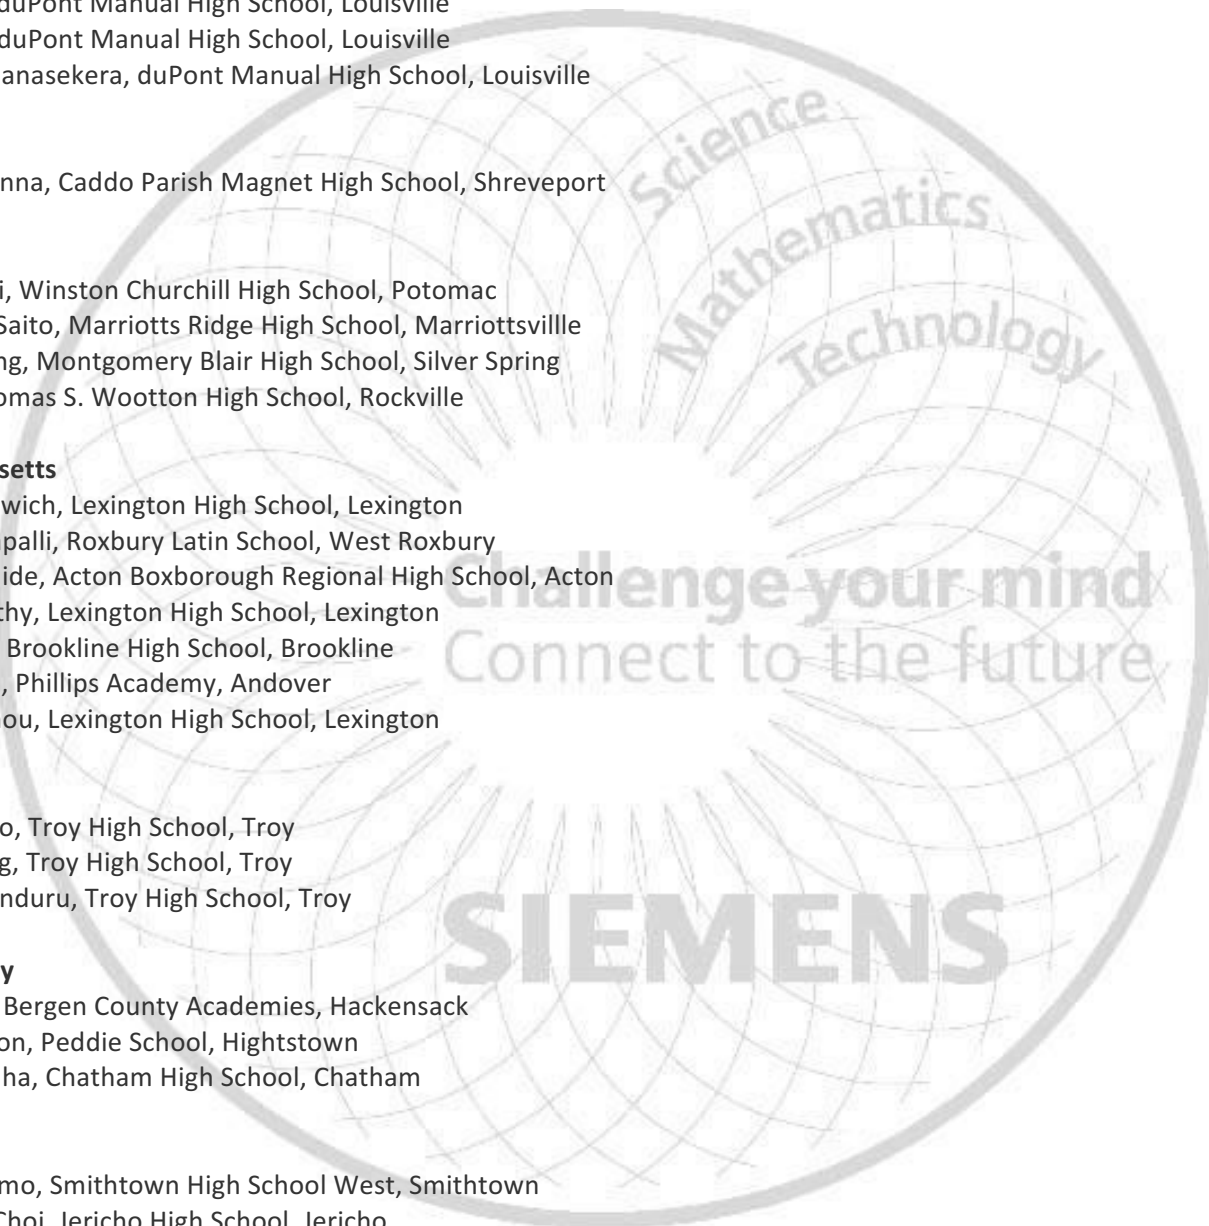 duPont Manual High School, Louisville
duPont Manual High School, Louisville
anasekera, duPont Manual High School, Louisville
nna, Caddo Parish Magnet High School, Shreveport
i, Winston Churchill High School, Potomac
Saito, Marriotts Ridge High School, Marriottsvillle
ng, Montgomery Blair High School, Silver Spring
omas S. Wootton High School, Rockville
setts
wich, Lexington High School, Lexington
palli, Roxbury Latin School, West Roxbury
ide, Acton Boxborough Regional High School, Acton
thy, Lexington High School, Lexington
, Brookline High School, Brookline
, Phillips Academy, Andover
ou, Lexington High School, Lexington
o, Troy High School, Troy
g, Troy High School, Troy
nduru, Troy High School, Troy
y
, Bergen County Academies, Hackensack
on, Peddie School, Hightstown
ha, Chatham High School, Chatham
mo, Smithtown High School West, Smithtown
Choi, Jericho High School, Jericho
Science
Mathematics
Technology
Challenge your mind
Connect to the future
SIEMENS